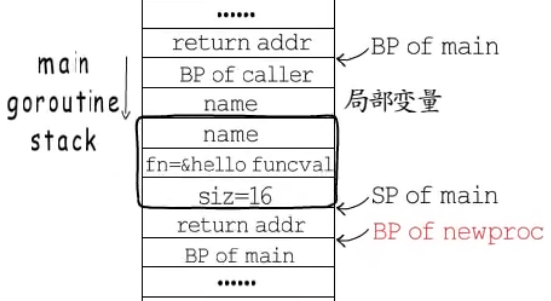 ······
return addr
BP of main
BP of caller
main
goroutine
stack
name
局部变量
name
fn=&hello funcval
siz=16
SP of main
return addr
BP of newproc
BP of main
······